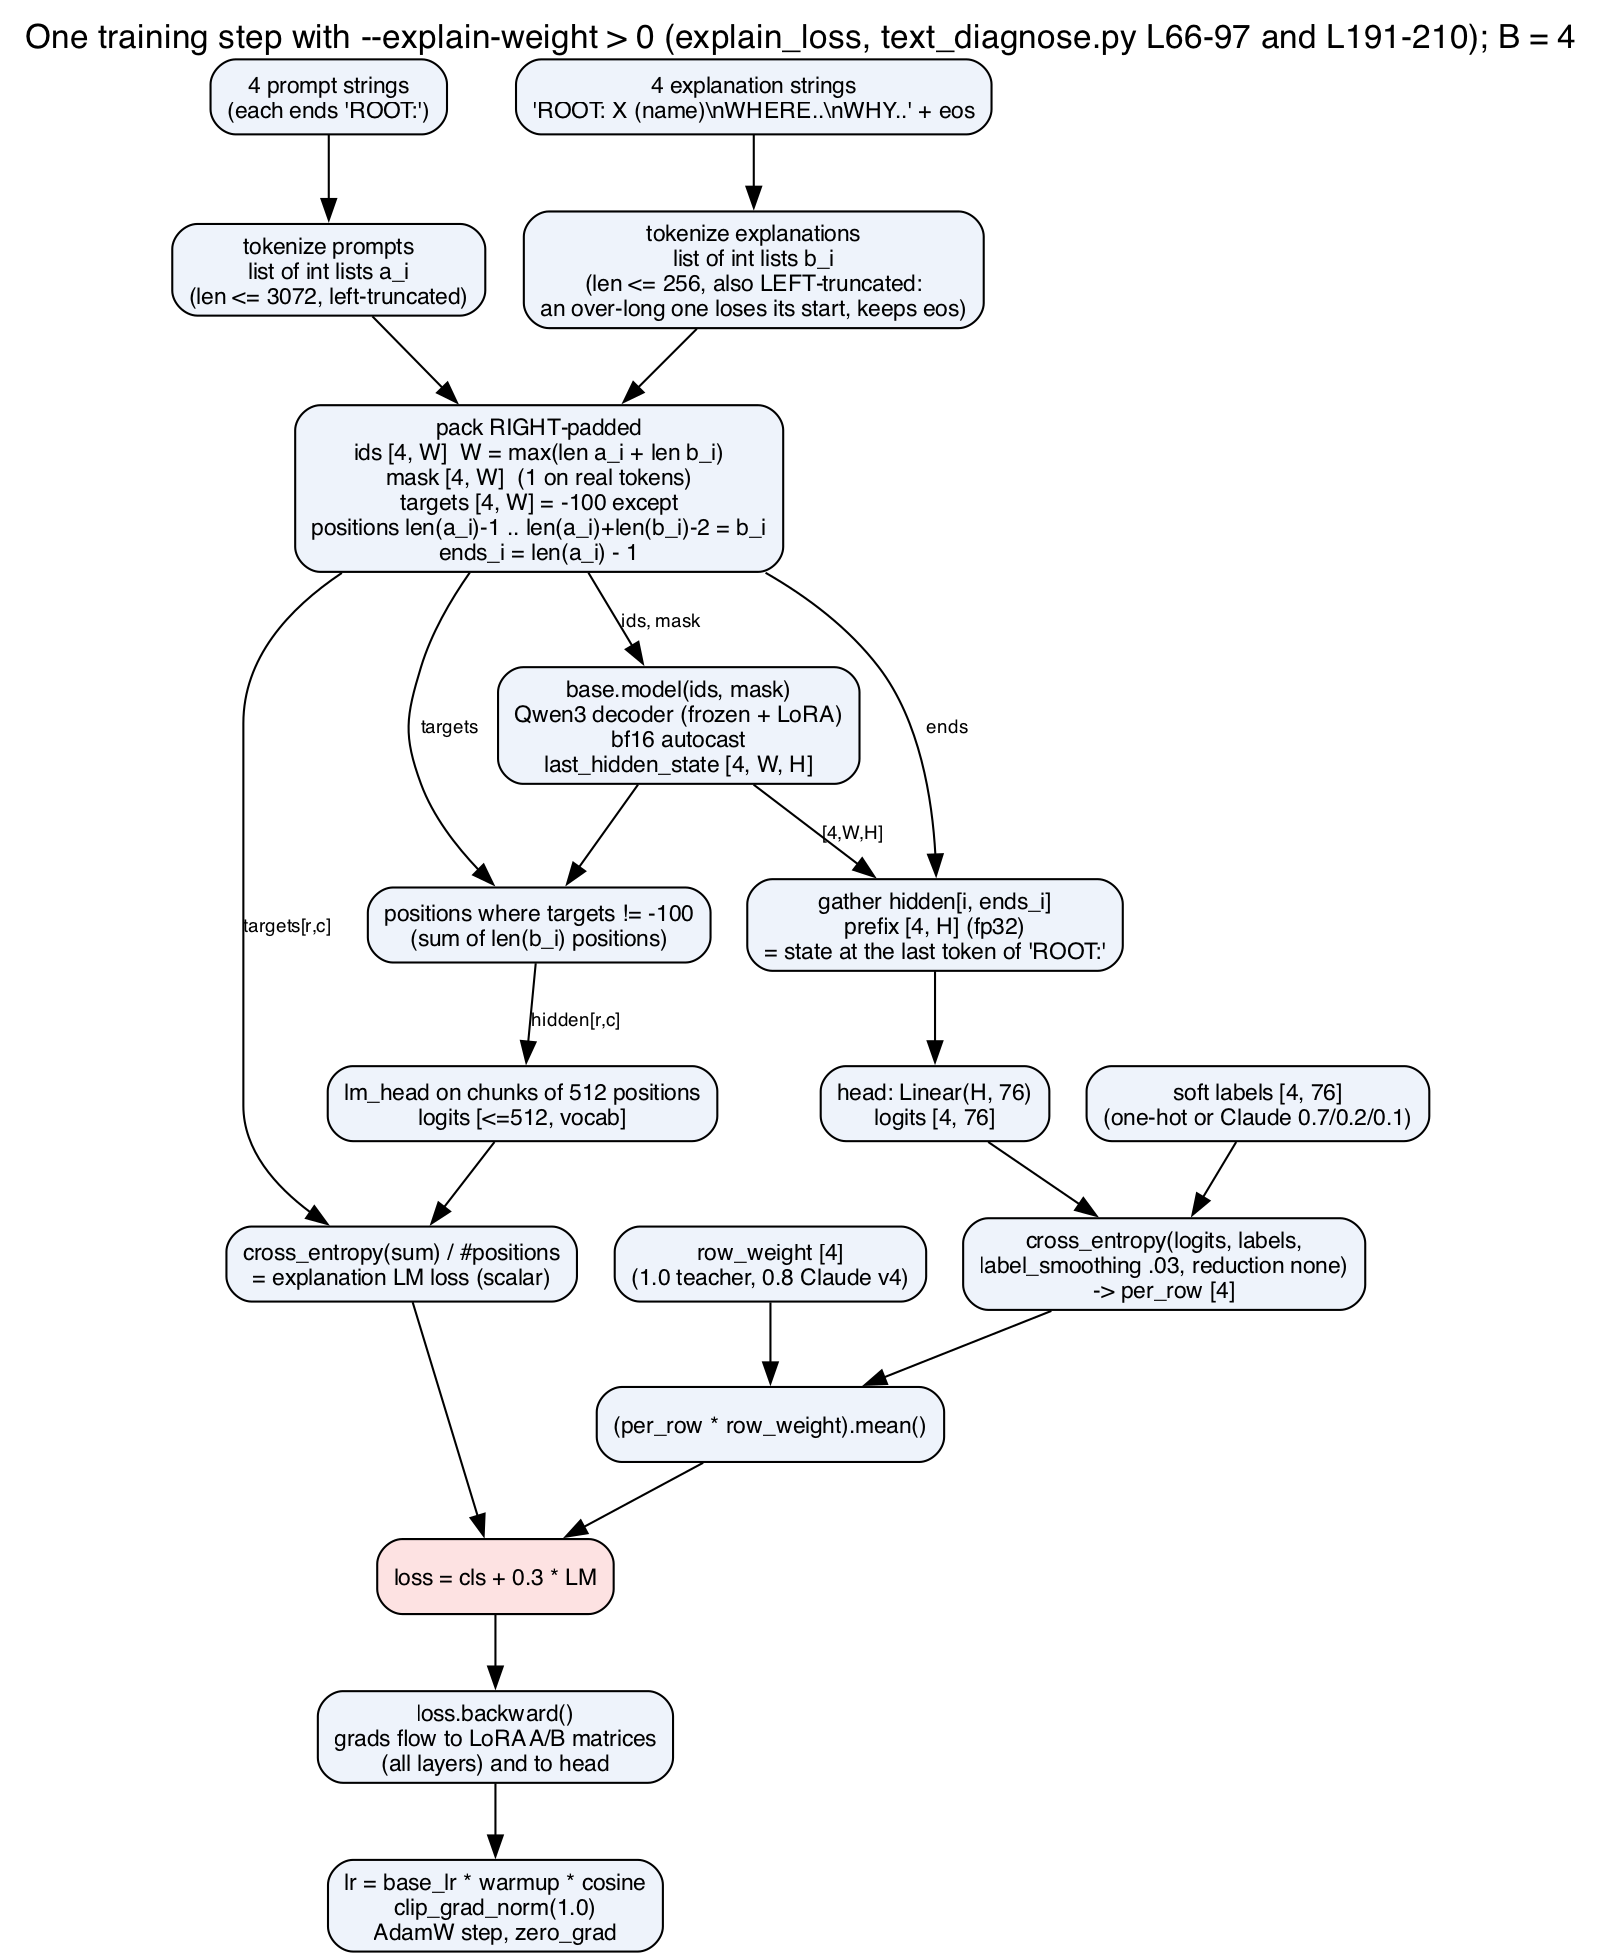 One training step with --explain-weight > 0 (explain_loss, text_diagnose.py L66-97 and L191-210); B = 4
4 prompt strings
(each ends 'ROOT:')
4 explanation strings
'ROOT: X (name)\nWHERE..\nWHY..' + eos
tokenize prompts
list of int lists a_i
(len <= 3072, left-truncated)
tokenize explanations
list of int lists b_i
(len <= 256, also LEFT-truncated:
an over-long one loses its start, keeps eos)
pack RIGHT-padded
ids [4, W]  W = max(len a_i + len b_i)
mask [4, W]  (1 on real tokens)
targets [4, W] = -100 except
positions len(a_i)-1 .. len(a_i)+len(b_i)-2 = b_i
ends_i = len(a_i) - 1
ids, mask
base.model(ids, mask)
Qwen3 decoder (frozen + LoRA)
bf16 autocast
last_hidden_state [4, W, H]
targets
ends
[4,W,H]
targets[r,c]
positions where targets != -100
(sum of len(b_i) positions)
gather hidden[i, ends_i]
prefix [4, H] (fp32)
= state at the last token of 'ROOT:'
hidden[r,c]
lm_head on chunks of 512 positions
logits [<=512, vocab]
head: Linear(H, 76)
logits [4, 76]
soft labels [4, 76]
(one-hot or Claude 0.7/0.2/0.1)
cross_entropy(sum) / #positions
= explanation LM loss (scalar)
row_weight [4]
(1.0 teacher, 0.8 Claude v4)
cross_entropy(logits, labels,
label_smoothing .03, reduction none)
-> per_row [4]
(per_row * row_weight).mean()
loss = cls + 0.3 * LM
loss.backward()
grads flow to LoRA A/B matrices
(all layers) and to head
lr = base_lr * warmup * cosine
clip_grad_norm(1.0)
AdamW step, zero_grad